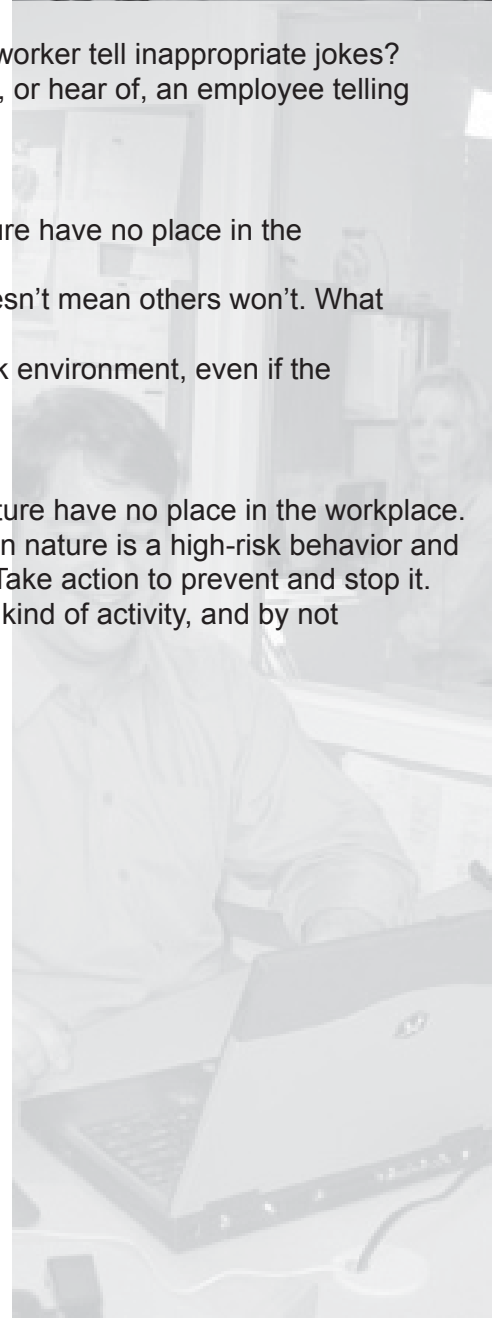 worker tell inappropriate jokes?
, or hear of, an employee telling
ure have no place in the
esn’t mean others won’t. What
k environment, even if the
ture have no place in the workplace.
n nature is a high-risk behavior and
Take action to prevent and stop it.
kind of activity, and by not